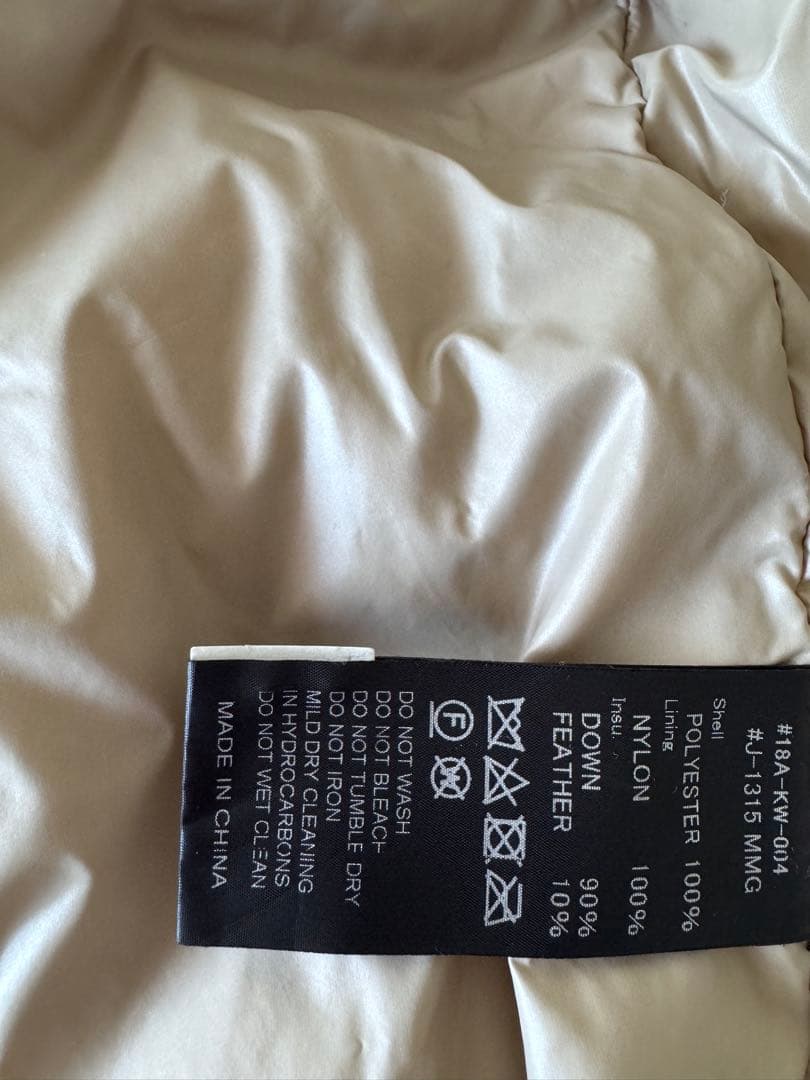 #18A-KW-004
#J-1315 MMG
Shell
POLYESTER 100%
Lining
NYLON 100%
Insu.
DOWN 90%
FEATHER 10%
F
W
DO NOT WASH
DO NOT BLEACH
DO NOT TUMBLE DRY
DO NOT IRON
MILD DRY CLEANING
IN HYDROCARBONS
DO NOT WET CLEAN
MADE IN CHINA